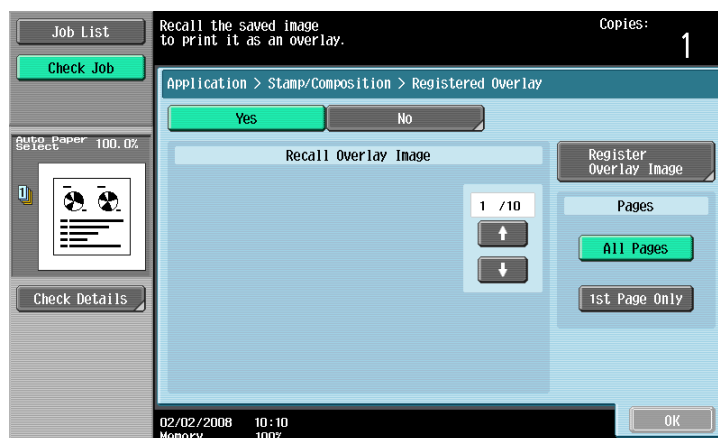 Job List
Check Job
Recall the saved image
to print it as an overlay.
Copies:
1
Application > Stamp/Composition > Registered Overlay
Yes
No
Auto Paper
Select
100.0%
1
Recall Overlay Image
1 /10
Register
Overlay Image
Pages
All Pages
1st Page Only
Check Details
02/02/2008 10:10
Memory 100%
OK